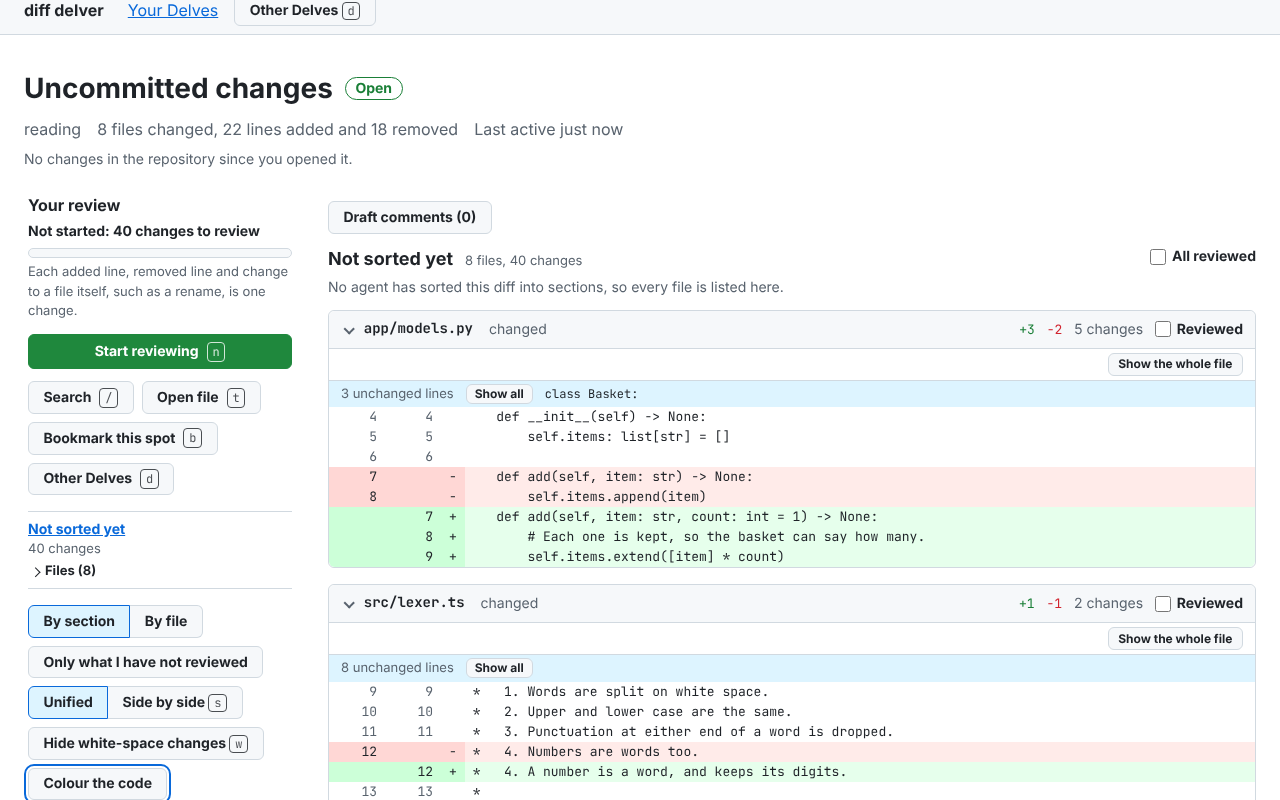 diff delver Your Delves Other Delves d
Uncommitted changes Open
reading 8 files changed, 22 lines added and 18 removed Last active just now
No changes in the repository since you opened it.
Your review
Not started: 40 changes to review
Each added line, removed line and change
to a file itself, such as a rename, is one
change.
Start reviewing n
Search / Open file t
Bookmark this spot b
Other Delves d
Not sorted yet
40 changes
Files (8)
By section By file
Only what I have not reviewed
Unified Side by side s
Hide white-space changes w
Colour the code
Draft comments (0)
Not sorted yet 8 files, 40 changes All reviewed
No agent has sorted this diff into sections, so every file is listed here.
app/models.py changed +3 -2 5 changes Reviewed
Show the whole file
3 unchanged lines Show all class Basket:
4 4 def __init__(self) -> None:
5 5 self.items: list[str] = []
6 6
7 - def add(self, item: str) -> None:
8 - self.items.append(item)
7 + def add(self, item: str, count: int = 1) -> None:
8 + # Each one is kept, so the basket can say how many.
9 + self.items.extend([item] * count)
src/lexer.ts changed +1 -1 2 changes Reviewed
Show the whole file
8 unchanged lines Show all
9 9 * 1. Words are split on white space.
10 10 * 2. Upper and lower case are the same.
11 11 * 3. Punctuation at either end of a word is dropped.
12 - * 4. Numbers are words too.
12 + * 4. A number is a word, and keeps its digits.
13 13 *